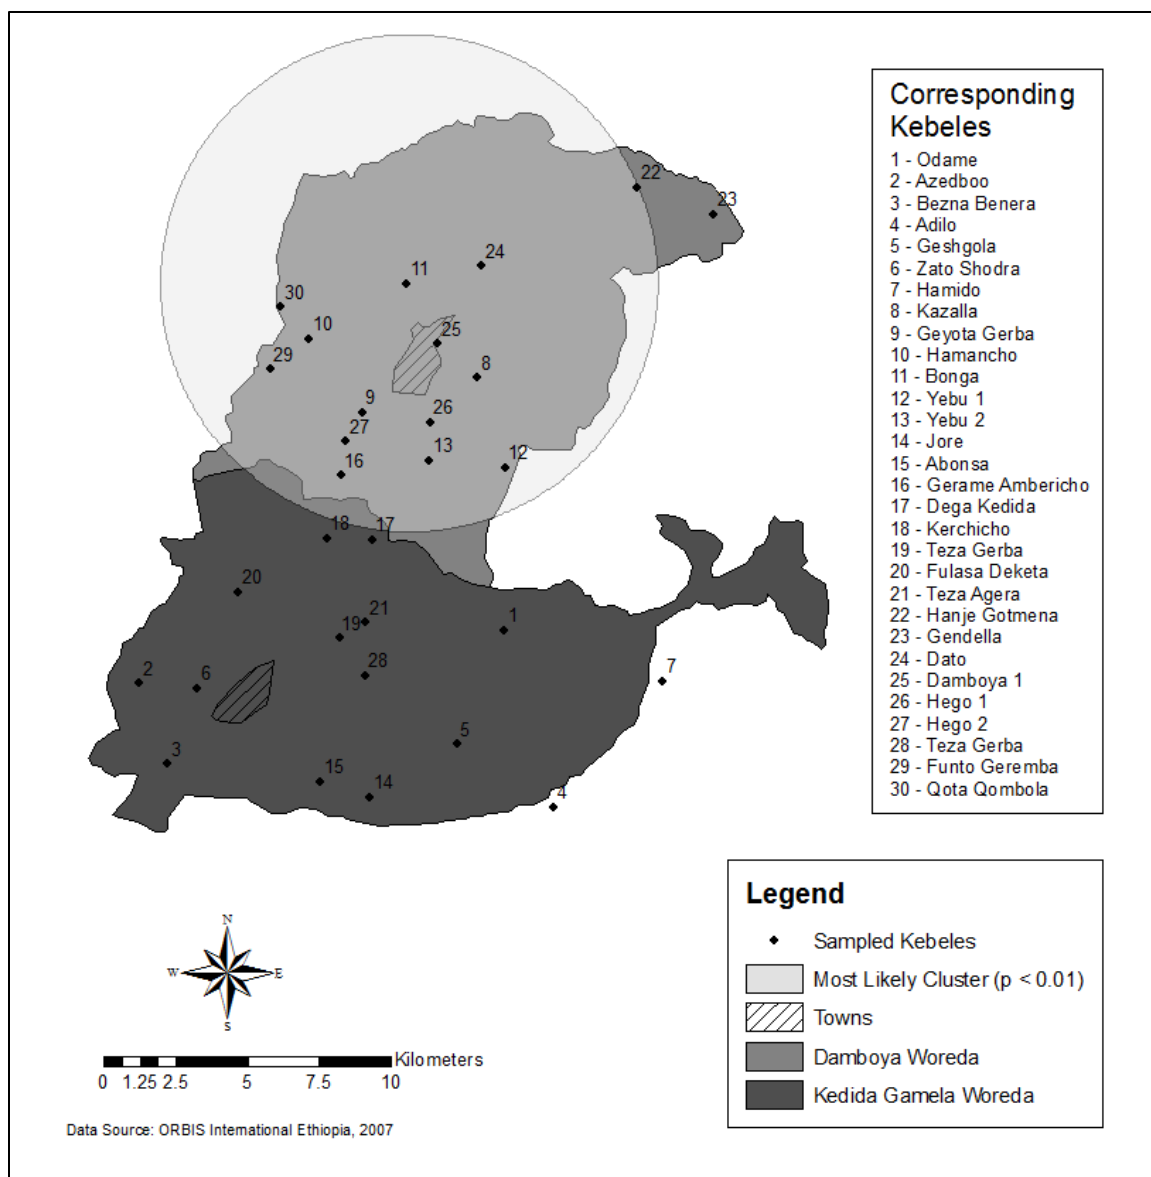 22
23
24
11
30
10
25
29
8
9
26
27
13
12
16
18
17
20
21
1
19
28
7
2
6
5
3
15
14
4
Corresponding
Kebeles
1 - Odame
2 - Azedboo
3 - Bezna Benera
4 - Adilo
5 - Geshgola
6 - Zato Shodra
7 - Hamido
8 - Kazalla
9 - Geyota Gerba
10 - Hamancho
11 - Bonga
12 - Yebu 1
13 - Yebu 2
14 - Jore
15 - Abonsa
16 - Gerame Ambericho
17 - Dega Kedida
18 - Kerchicho
19 - Teza Gerba
20 - Fulasa Deketa
21 - Teza Agera
22 - Hanje Gotmena
23 - Gendella
24 - Dato
25 - Damboya 1
26 - Hego 1
27 - Hego 2
28 - Teza Gerba
29 - Funto Geremba
30 - Qota Qombola
Legend
Sampled Kebeles
Most Likely Cluster (p < 0.01)
Towns
Damboya Woreda
Kedida Gamela Woreda
N
W E
S
Kilometers
0 1.25 2.5 5 7.5 10
Data Source: ORBIS International Ethiopia, 2007